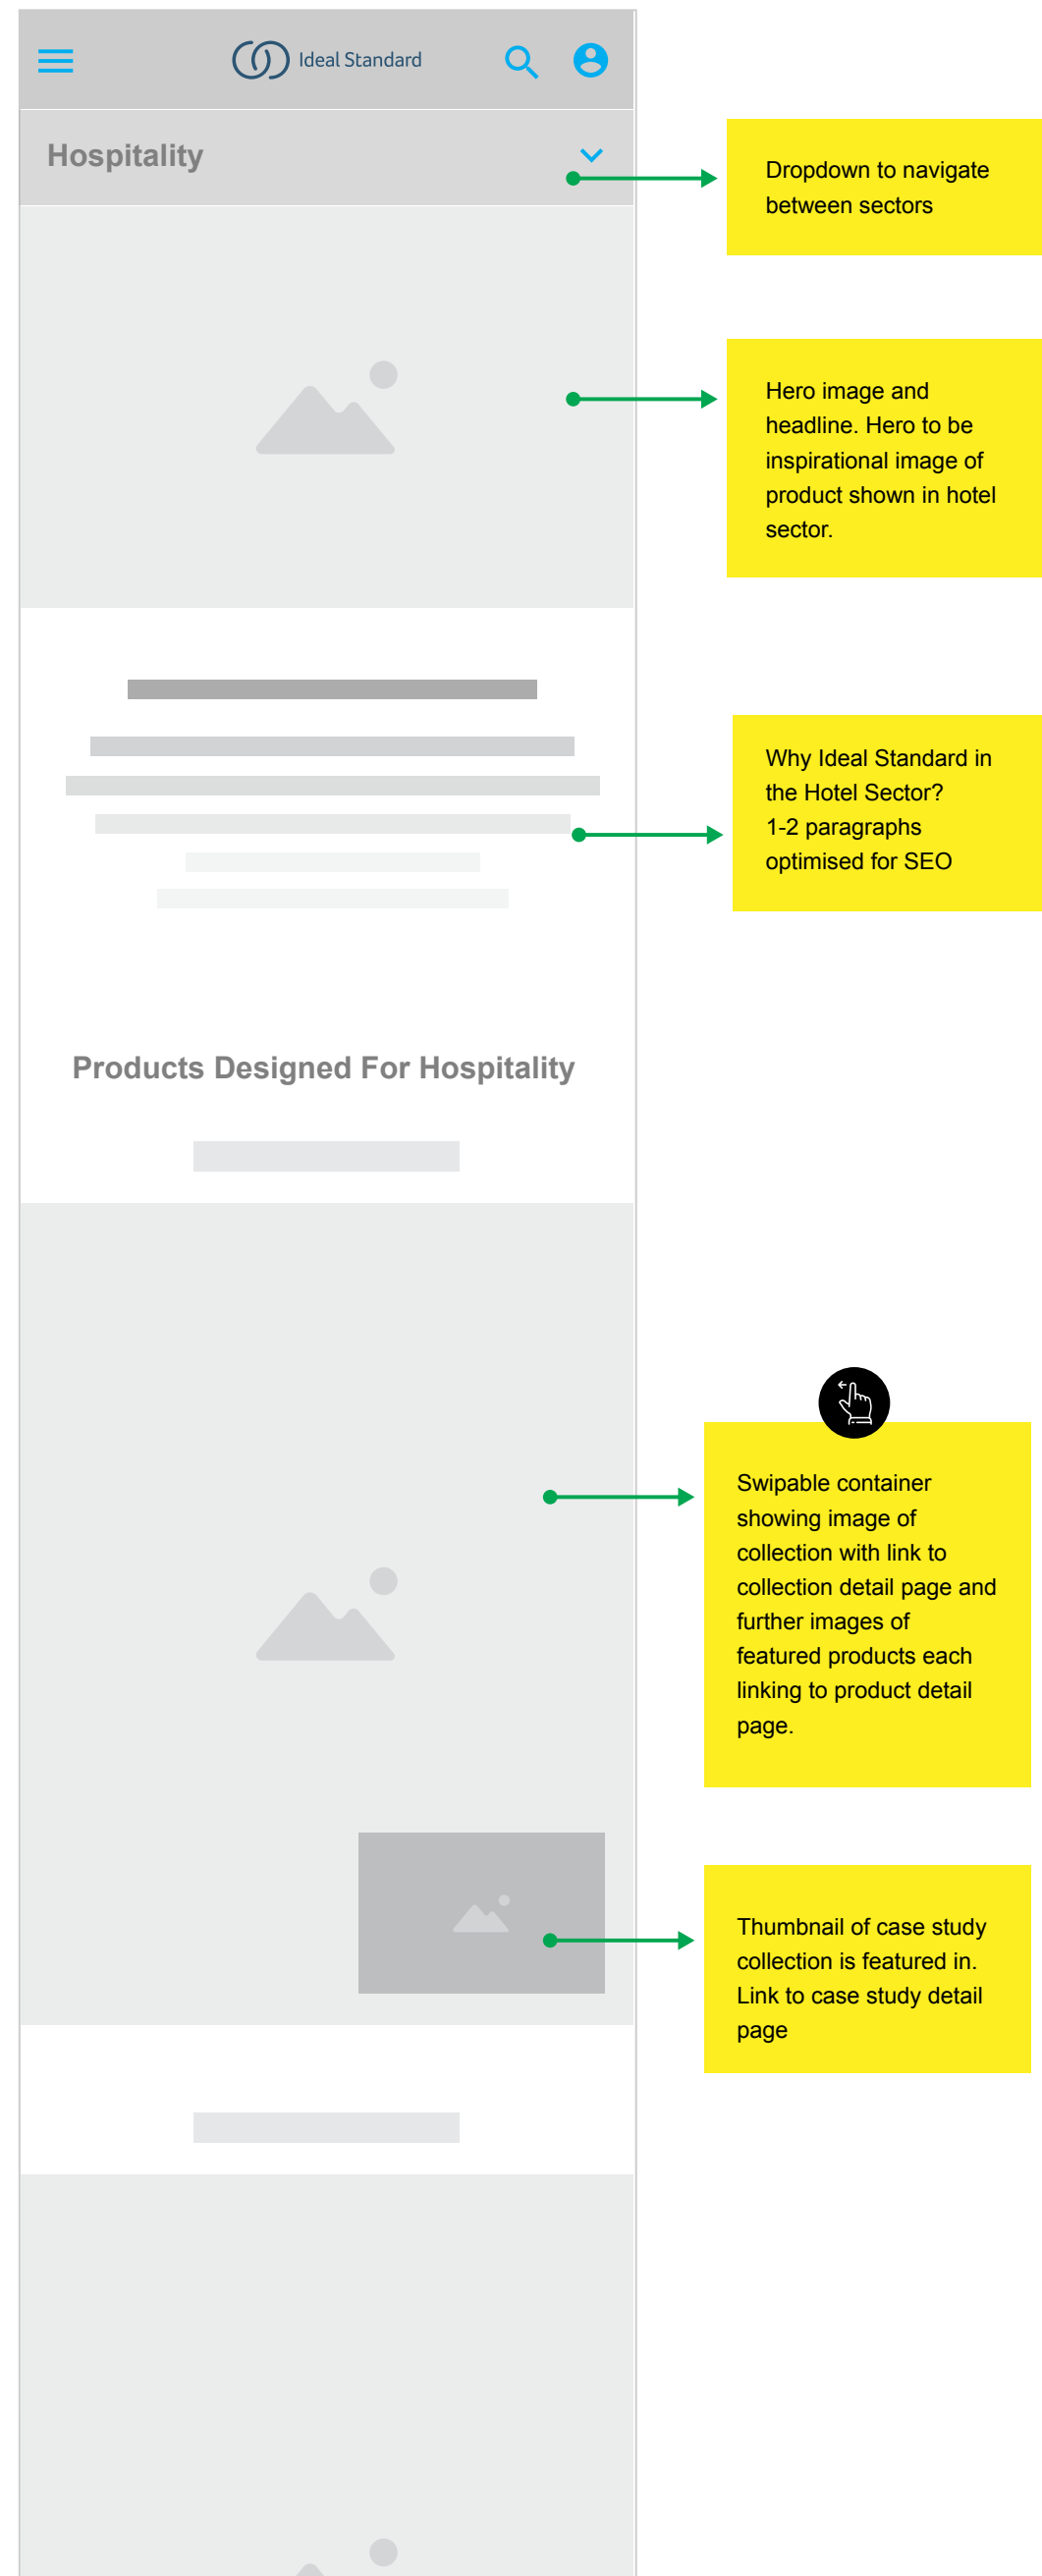 Ideal Standard
Hospitality
Dropdown to navigate
between sectors
Hero image and
headline. Hero to be
inspirational image of
product shown in hotel
sector.
Why Ideal Standard in
the Hotel Sector?
1-2 paragraphs
optimised for SEO
Products Designed For Hospitality
Swipable container
showing image of
collection with link to
collection detail page and
further images of
featured products each
linking to product detail
page.
Thumbnail of case study
collection is featured in.
Link to case study detail
page